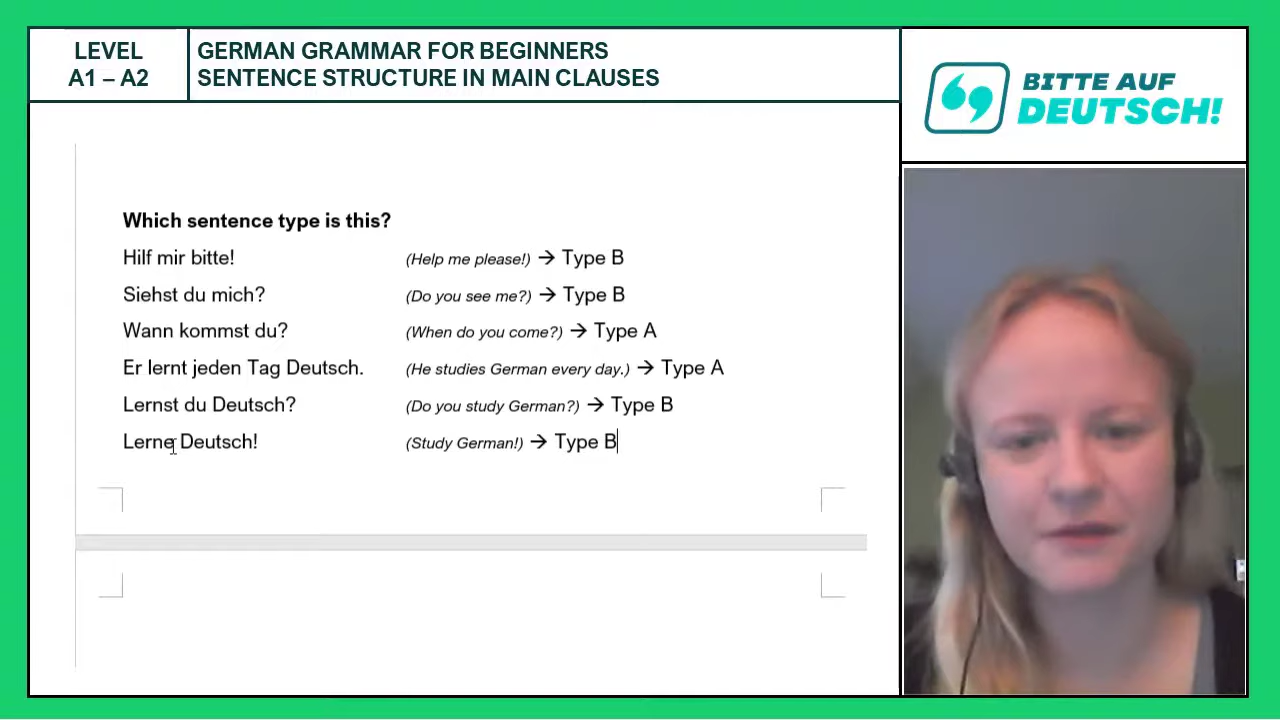 LEVEL
A1 – A2
GERMAN GRAMMAR FOR BEGINNERS
SENTENCE STRUCTURE IN MAIN CLAUSES
BITTE AUF
DEUTSCH!
Which sentence type is this?
Hilf mir bitte! (Help me please!) → Type B
Siehst du mich? (Do you see me?) → Type B
Wann kommst du? (When do you come?) → Type A
Er lernt jeden Tag Deutsch. (He studies German every day.) → Type A
Lernst du Deutsch? (Do you study German?) → Type B
Lerne Deutsch! (Study German!) → Type B